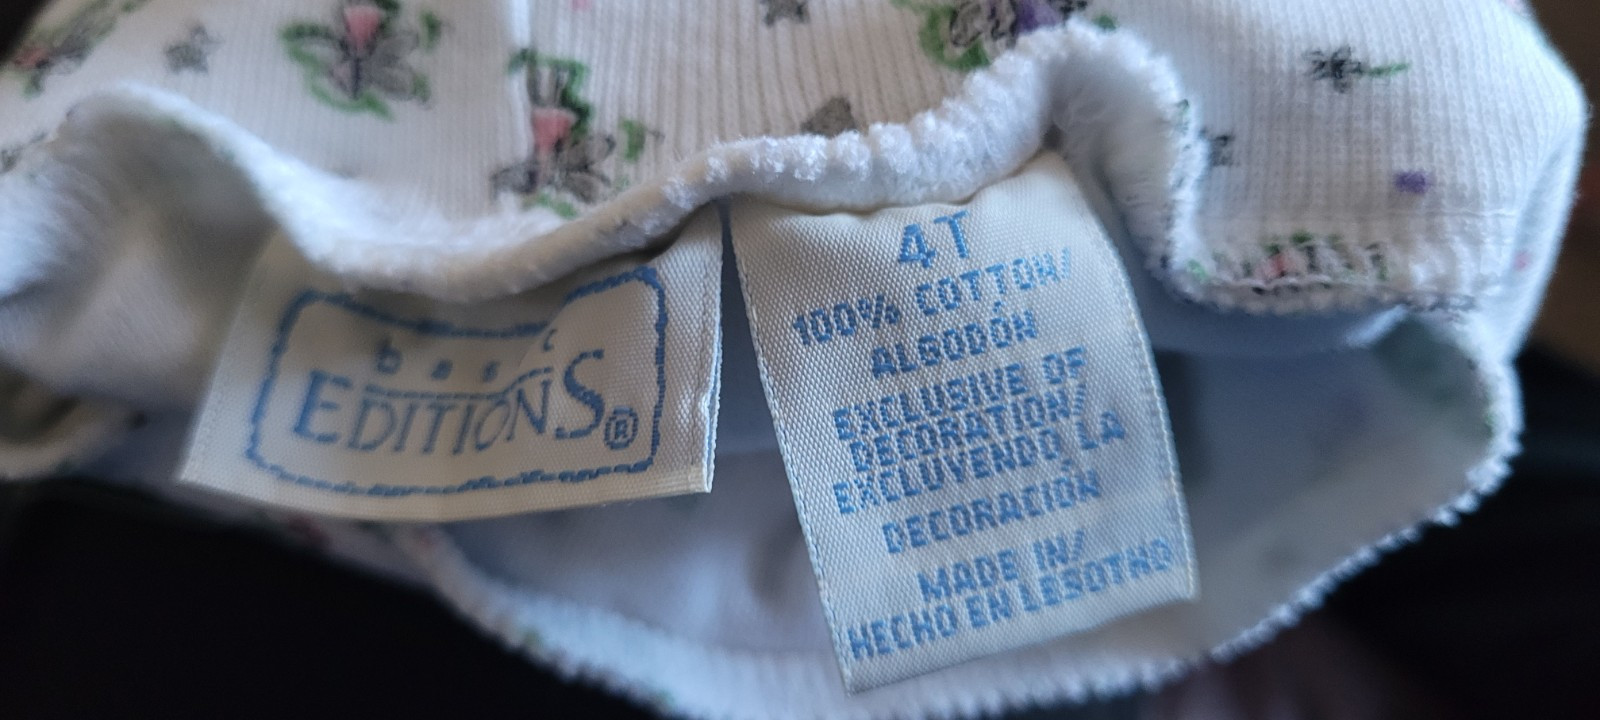 basic
EDITIONS®
4T
100% COTTON/
ALGODÓN
EXCLUSIVE OF
DECORATION/
EXCLUYENDO LA
DECORACIÓN
MADE IN/
HECHO EN LESOTHO